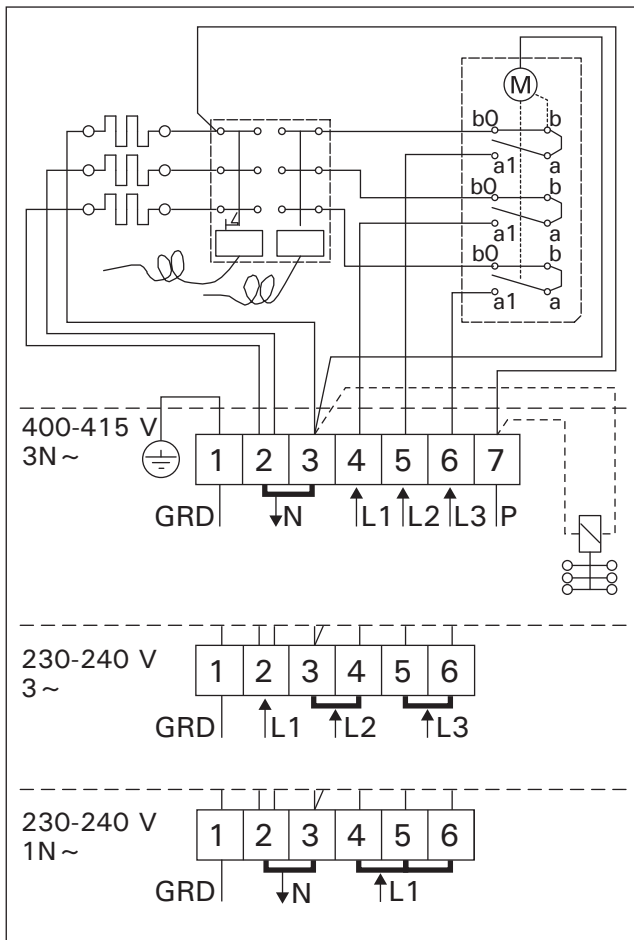 M
b0 b
a1 a
b0 b
a1 a
b0 b
a1 a
400-415 V
3N~
1 2 3 4 5 6 7
GRD N L1 L2 L3 P
230-240 V
3~
1 2 3 4 5 6
GRD L1 L2 L3
230-240 V
1N~
1 2 3 4 5 6
GRD N L1